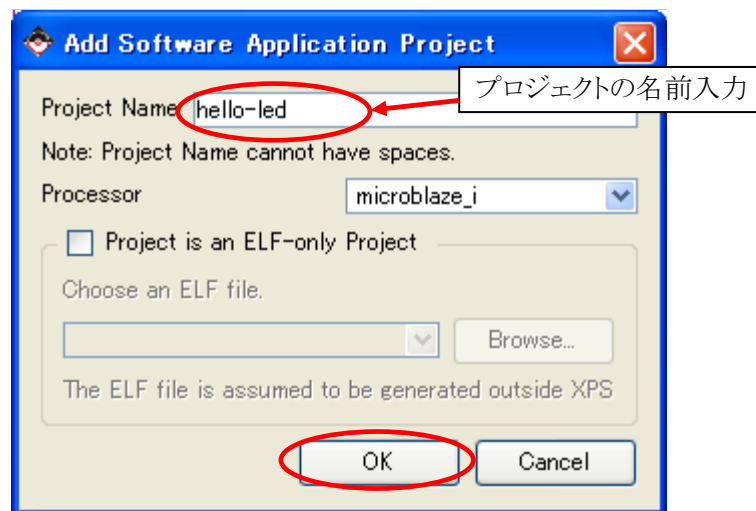 Add Software Application Project
プロジェクトの名前入力
Project Name hello-led
Note: Project Name cannot have spaces.
Processor microblaze_i
Project is an ELF-only Project
Choose an ELF file.
Browse...
The ELF file is assumed to be generated outside XPS
OK Cancel